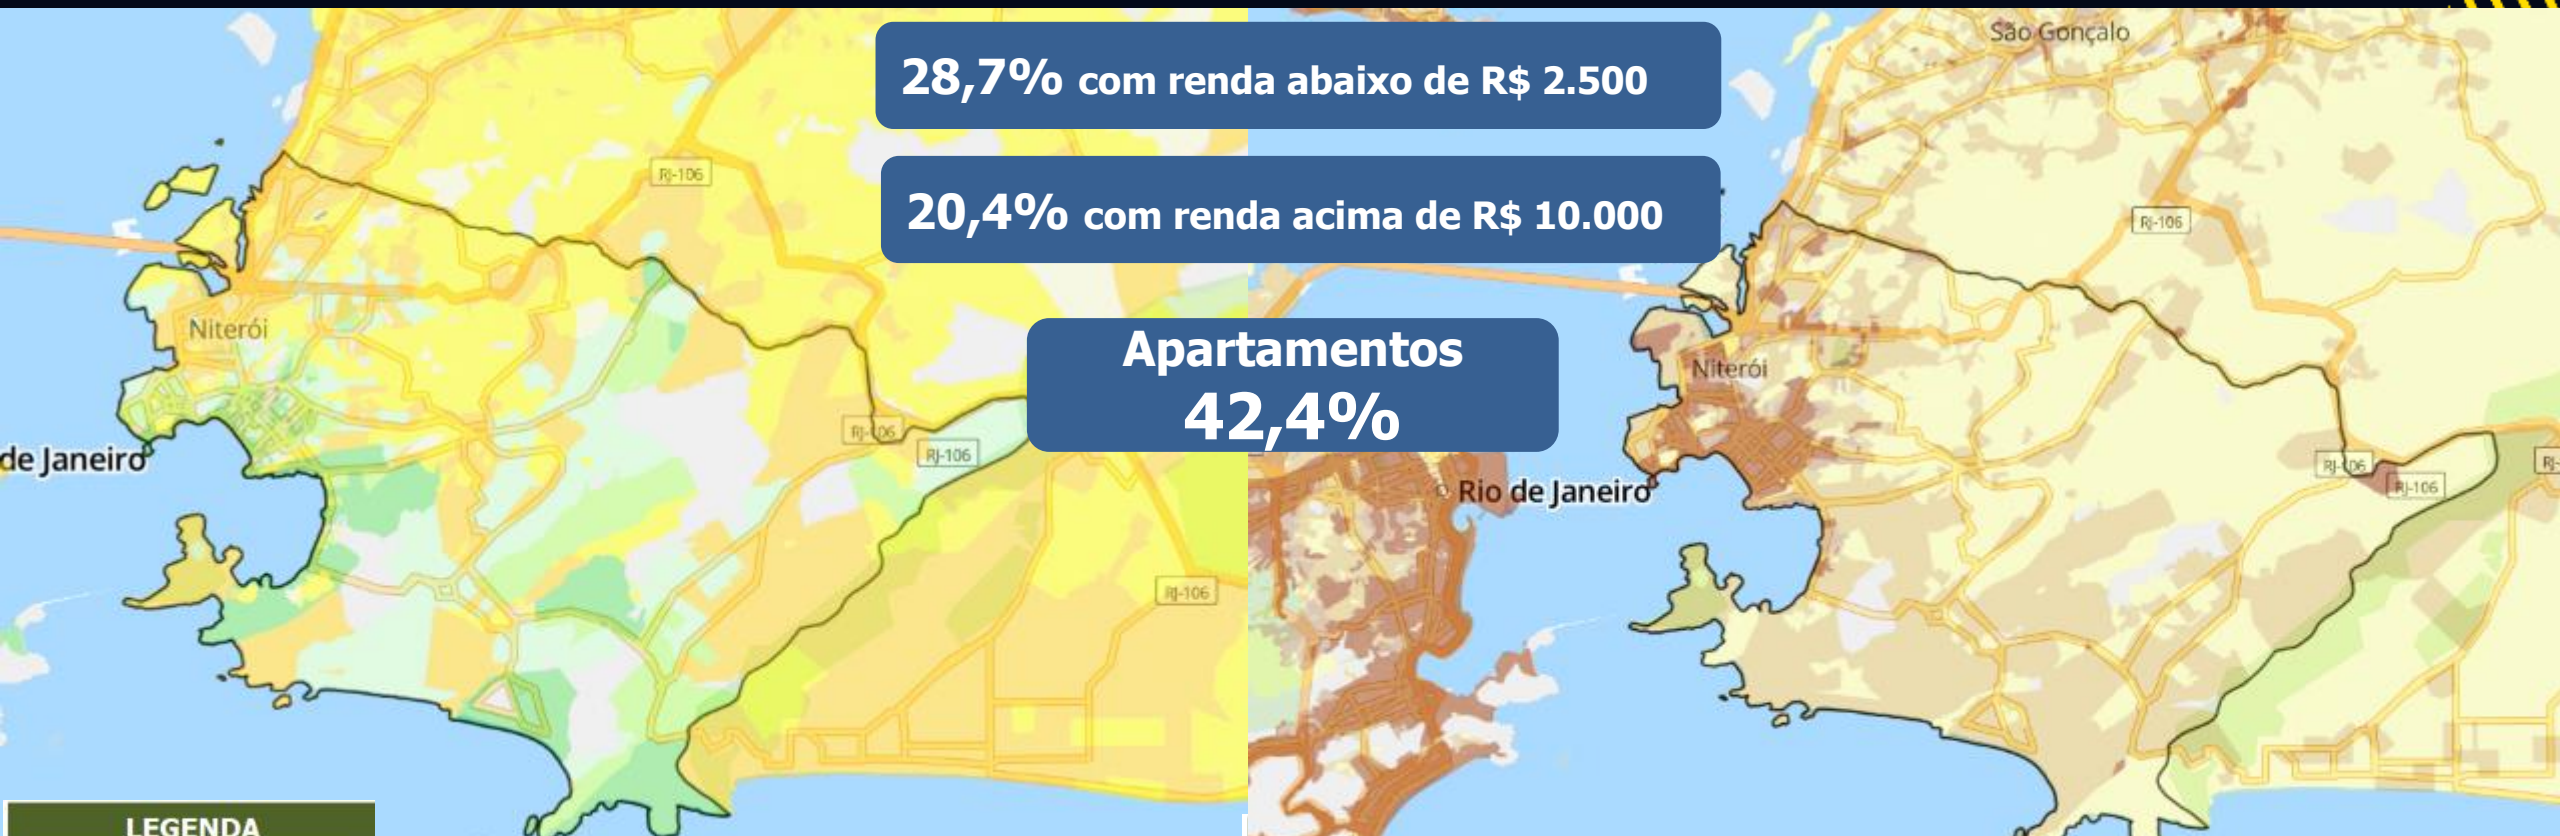 28,7% com renda abaixo de R$ 2.500
20,4% com renda acima de R$ 10.000
Apartamentos
42,4%
RJ-106
Niterói
RJ-106
RJ-106
de Janeiro
RJ-106
LEGENDA
São Gonçalo
RJ-106
Niterói
RJ-106
RJ-106
RJ-
Rio de Janeiro